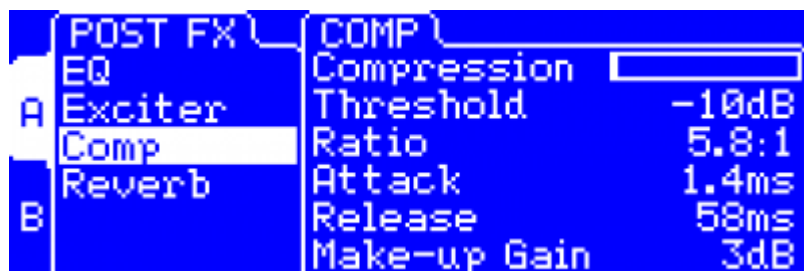 POST FX
COMP
A
B
EQ
Exciter
Comp
Reverb
Compression
Threshold -10dB
Ratio 5.8:1
Attack 1.4ms
Release 58ms
Make-up Gain 3dB